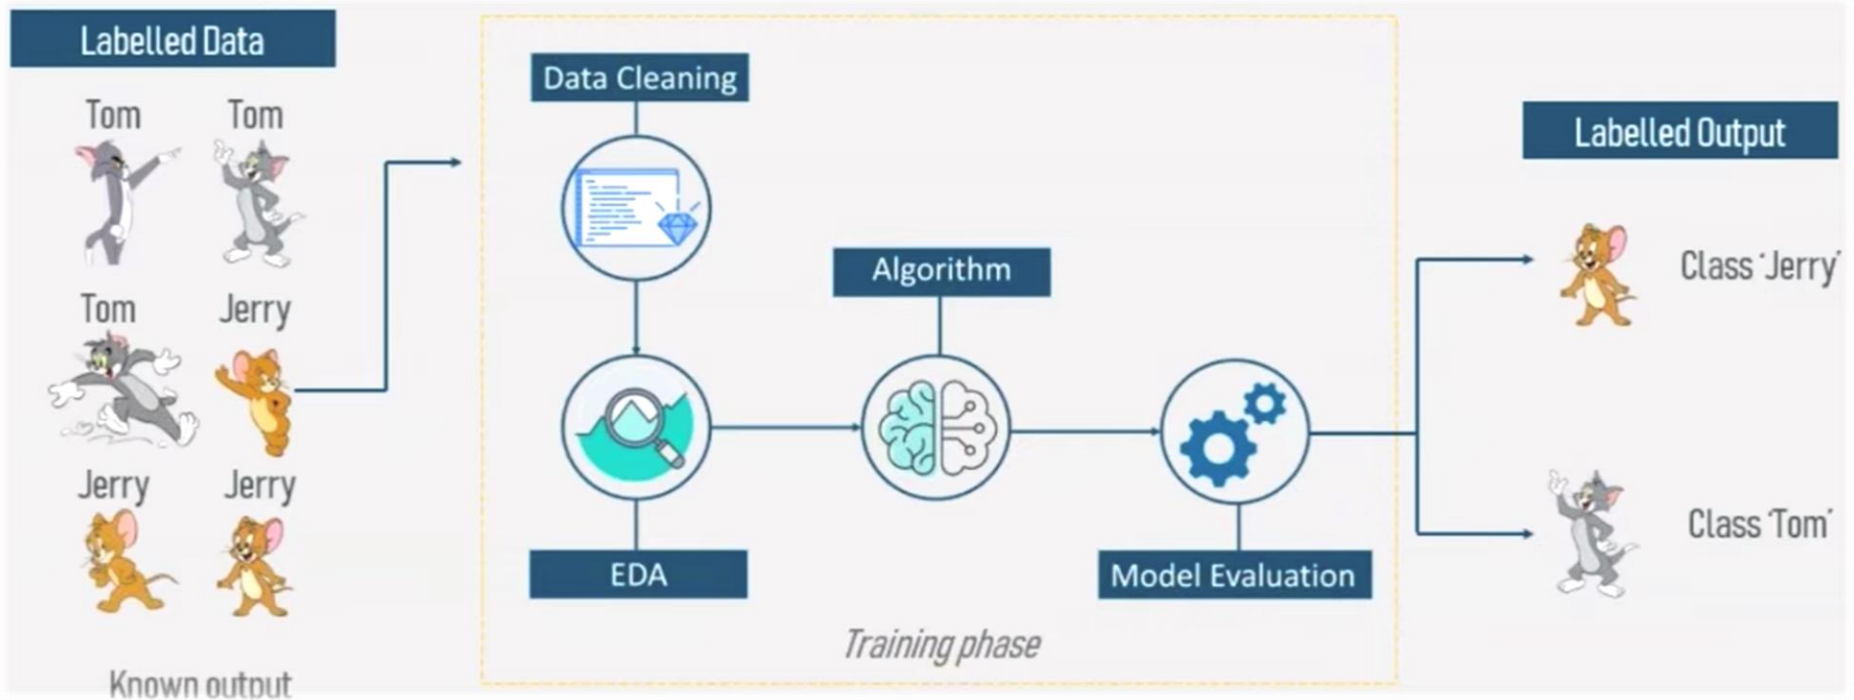 Labelled Data
Tom Tom
Tom Jerry
Jerry Jerry
Known output
Data Cleaning
EDA
Algorithm
Model Evaluation
Training phase
Labelled Output
Class 'Jerry'
Class 'Tom'